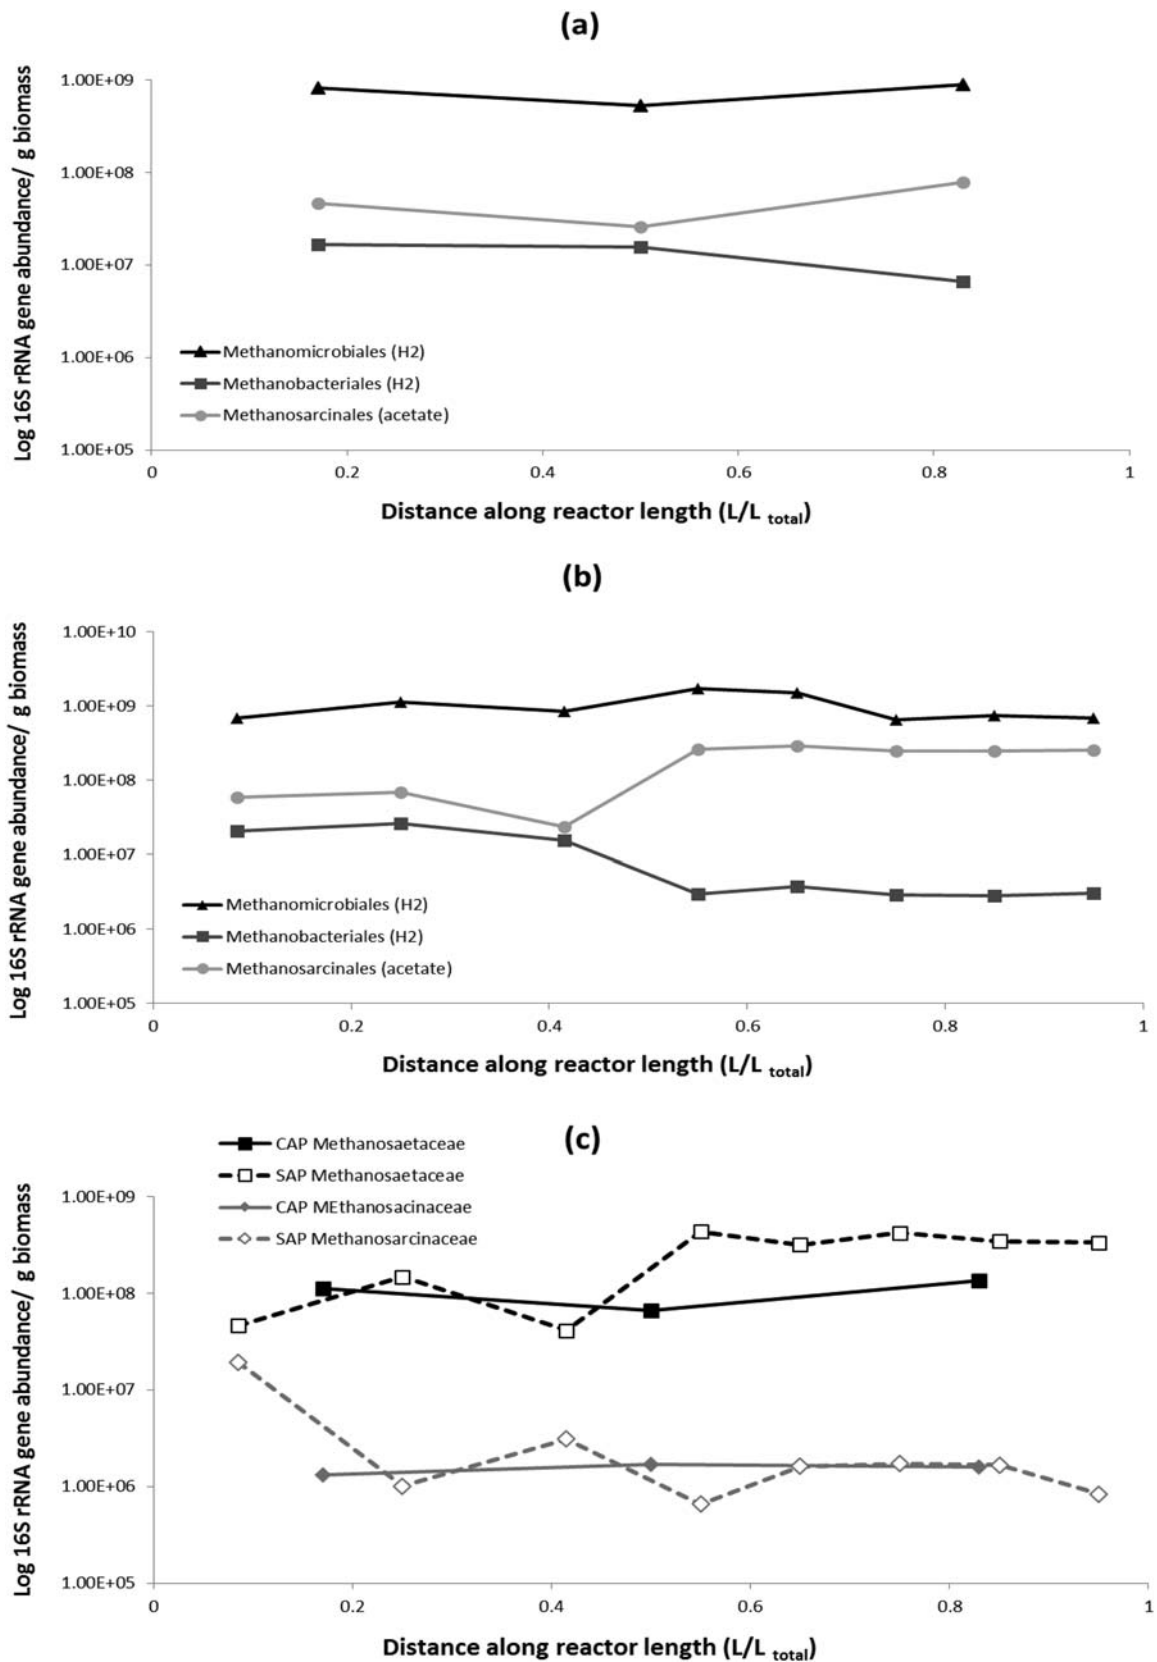 (a)
Log 16S rRNA gene abundance/ g biomass
1.00E+09
1.00E+08
1.00E+07
1.00E+06
1.00E+05
Methanomicrobiales (H2)
Methanobacteriales (H2)
Methanosarcinales (acetate)
0 0.2 0.4 0.6 0.8 1
Distance along reactor length (L/L total)
(b)
Log 16S rRNA gene abundance/ g biomass
1.00E+10
1.00E+09
1.00E+08
1.00E+07
1.00E+06
1.00E+05
Methanomicrobiales (H2)
Methanobacteriales (H2)
Methanosarcinales (acetate)
0 0.2 0.4 0.6 0.8 1
Distance along reactor length (L/L total)
(c)
CAP Methanosaetaceae
SAP Methanosaetaceae
CAP MEthanosacinaceae
SAP Methanosarcinaceae
Log 16S rRNA gene abundance/ g biomass
1.00E+09
1.00E+08
1.00E+07
1.00E+06
1.00E+05
0 0.2 0.4 0.6 0.8 1
Distance along reactor length (L/L total)